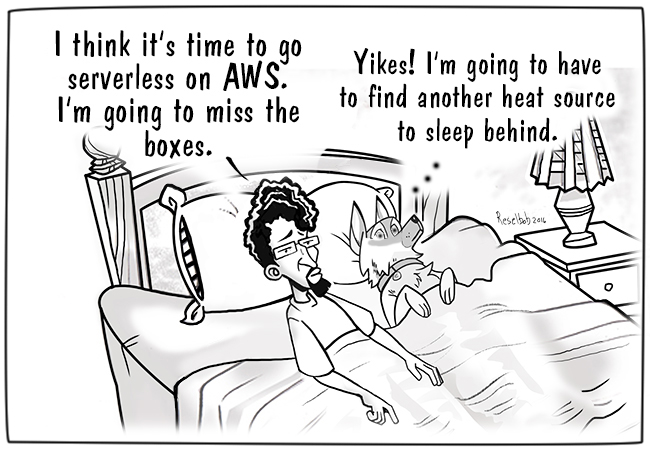 I think it's time to go
serverless on AWS.
I'm going to miss the
boxes.
Yikes! I'm going to have
to find another heat source
to sleep behind.
Reselbob 2016